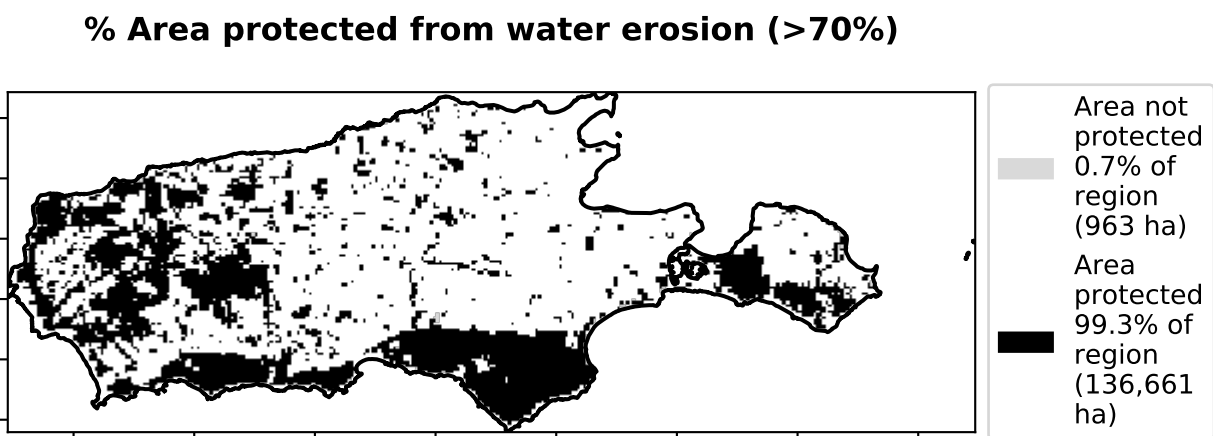 % Area protected from water erosion (>70%)
Area not
protected
0.7% of
region
(963 ha)
Area
protected
99.3% of
region
(136,661
ha)